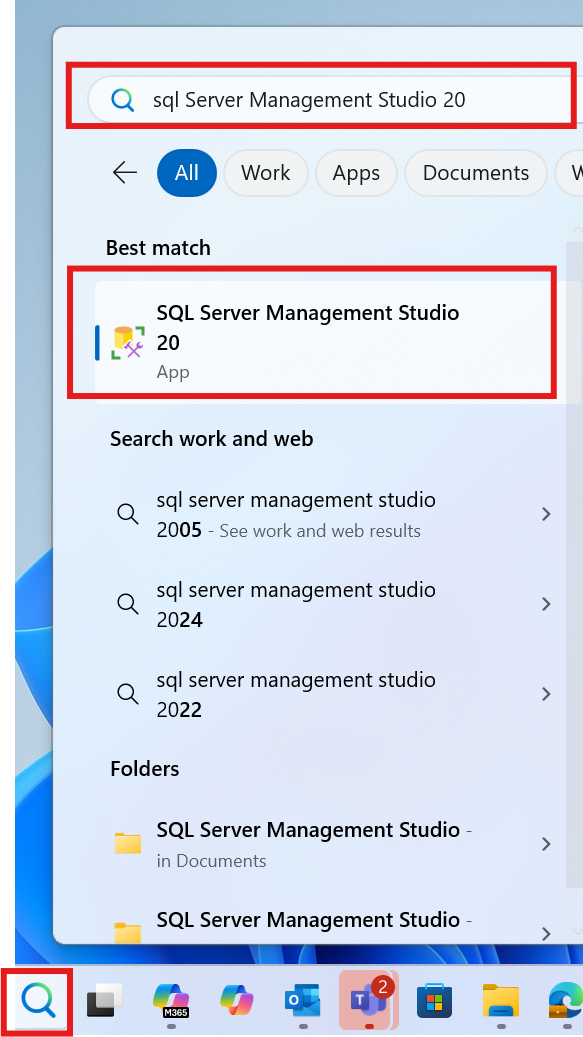 sql Server Management Studio 20
All Work Apps Documents W
Best match
SQL Server Management Studio
20
App
Search work and web
sql server management studio
2005 - See work and web results
sql server management studio
2024
sql server management studio
2022
Folders
SQL Server Management Studio -
in Documents
SQL Server Management Studio -
M365
O
T
2